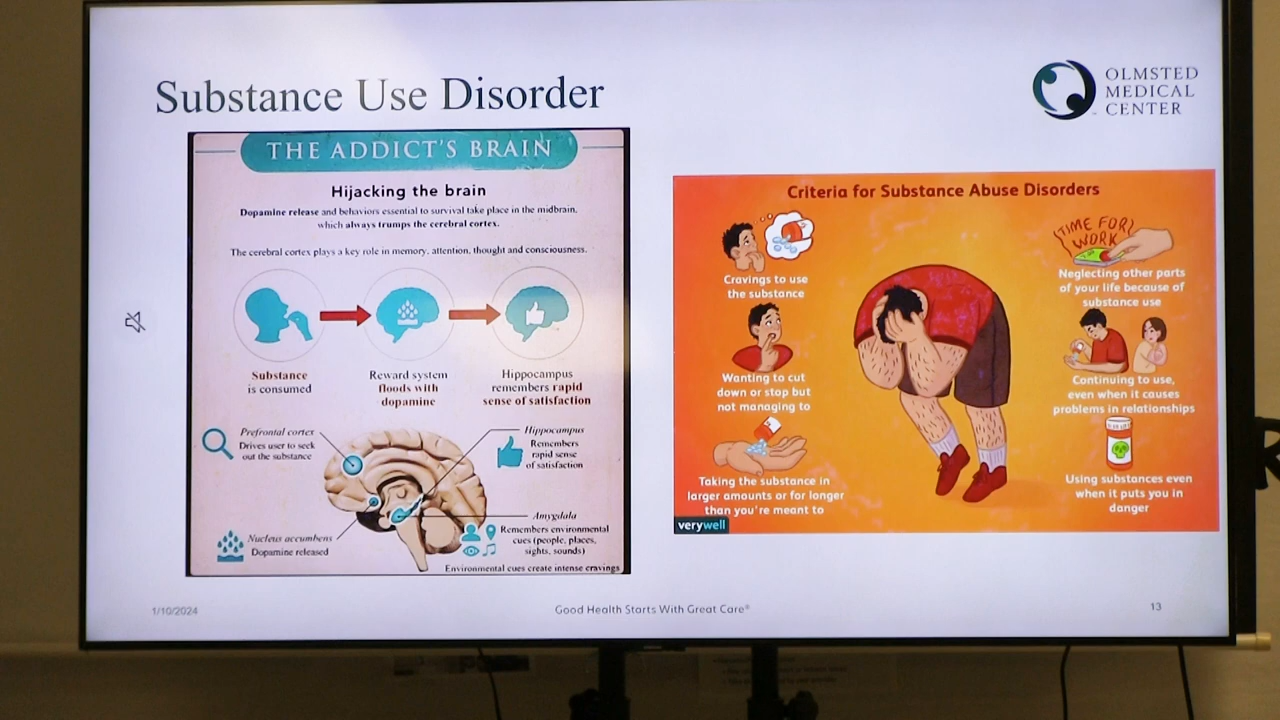 Substance Use Disorder
OLMSTED
MEDICAL
CENTER
THE ADDICT'S BRAIN
Hijacking the brain
Dopamine release and behaviors essential to survival take place in the midbrain,
which always trumps the cerebral cortex.
The cerebral cortex plays a key role in memory, attention, thought and consciousness.
Substance
is consumed
Reward system
floods with
dopamine
Hippocampus
remembers rapid
sense of satisfaction
Prefrontal cortex
Drives user to seek
out the substance
Hippocampus
Remembers
rapid sense
of satisfaction
Nucleus accumbens
Dopamine released
Amygdala
Remembers environmental
cues (people, places,
sights, sounds)
Environmental cues create intense cravings
Criteria for Substance Abuse Disorders
Cravings to use
the substance
Wanting to cut
down or stop but
not managing to
Taking the substance in
larger amounts or for longer
than you're meant to
TIME FOR
WORK
Neglecting other parts
of your life because of
substance use
Continuing to use,
even when it causes
problems in relationships
Using substances even
when it puts you in
danger
verywell
1/10/2024
Good Health Starts With Great Care®
13